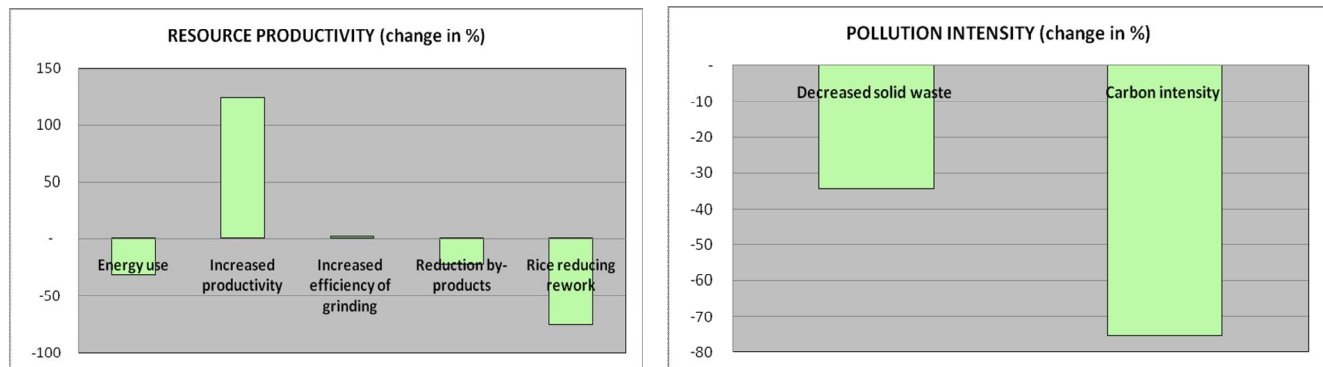 RESOURCE PRODUCTIVITY (change in %)
150
100
50
-
-50
-100
Energy use
Increased
productivity
Increased
efficiency of
grinding
Reduction by-
products
Rice reducing
rework
POLLUTION INTENSITY (change in %)
-
-10
-20
-30
-40
-50
-60
-70
-80
Decreased solid waste
Carbon intensity